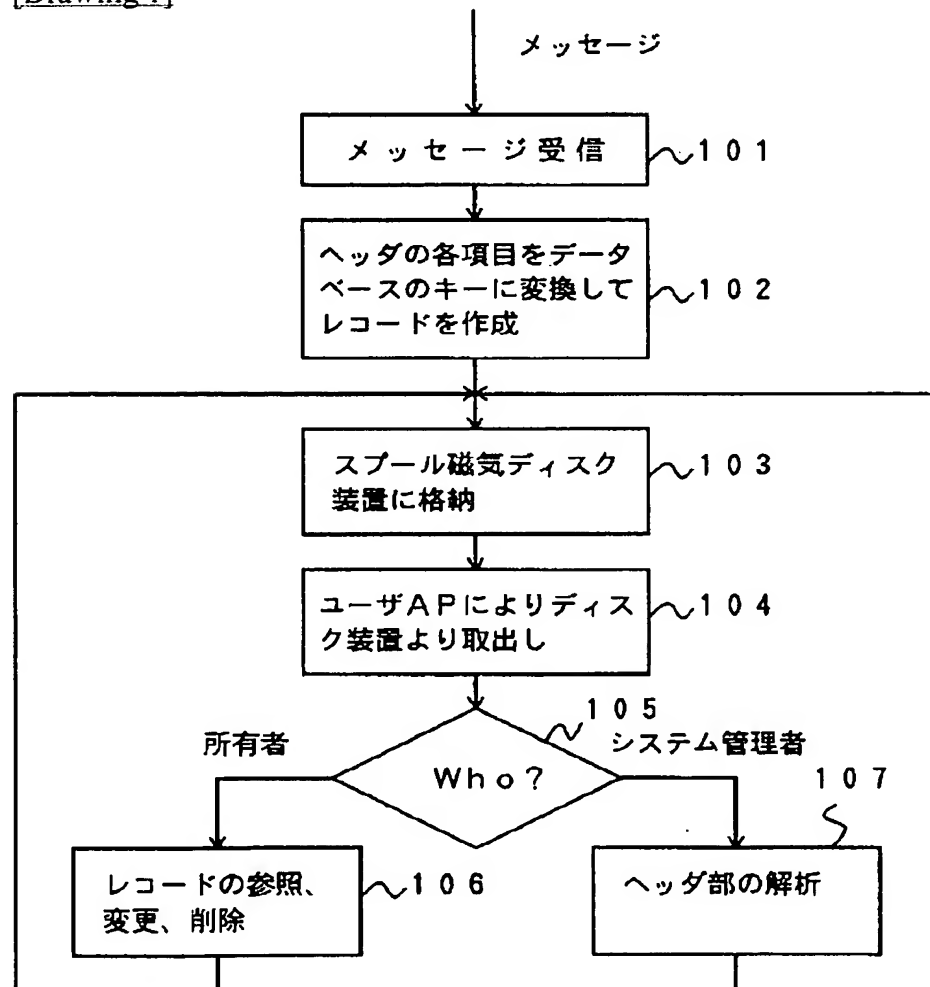 メッセージ
メッセージ受信
101
ヘッダの各項目をデータ
ベースのキーに変換して
レコードを作成
102
スプール磁気ディスク
装置に格納
103
ユーザAPによりディス
ク装置より取出し
104
105
所有者
システム管理者
Who?
107
レコードの参照、
変更、削除
106
ヘッダ部の解析